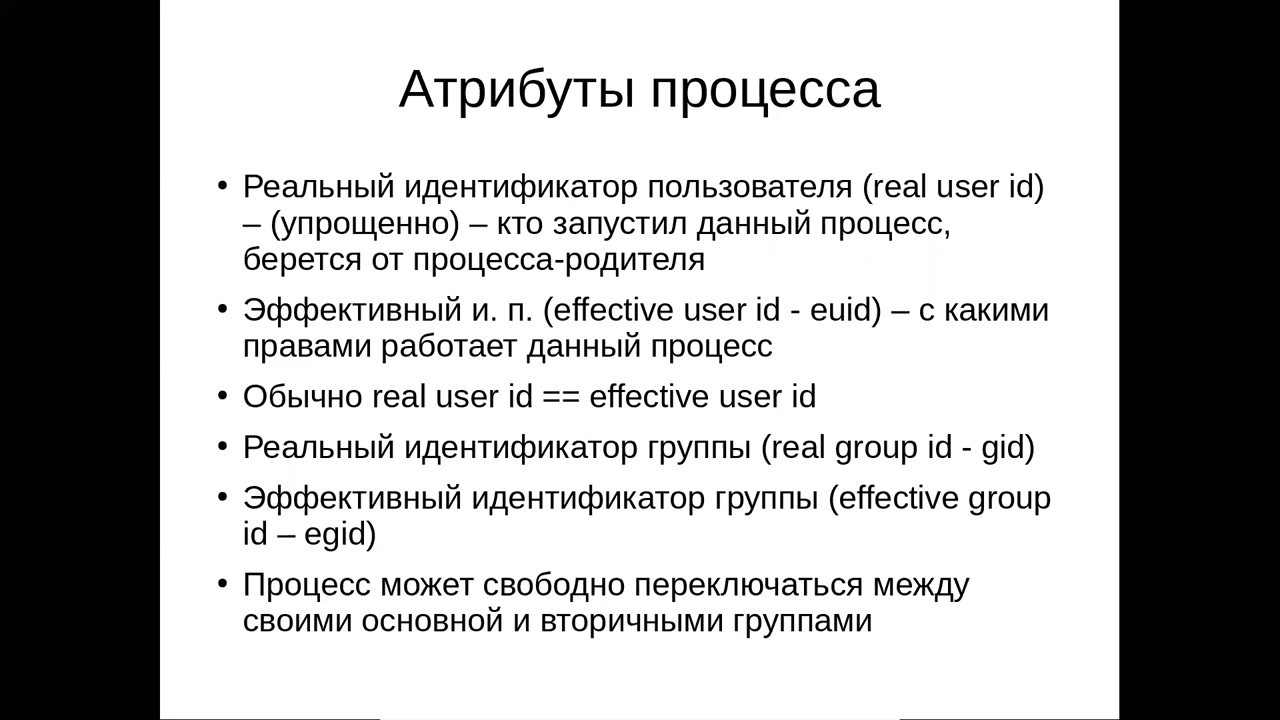 Атрибуты процесса
• Реальный идентификатор пользователя (real user id)
– (упрощенно) – кто запустил данный процесс,
берется от процесса-родителя
• Эффективный и. п. (effective user id - euid) – с какими
правами работает данный процесс
• Обычно real user id == effective user id
• Реальный идентификатор группы (real group id - gid)
• Эффективный идентификатор группы (effective group
id – egid)
• Процесс может свободно переключаться между
своими основной и вторичными группами